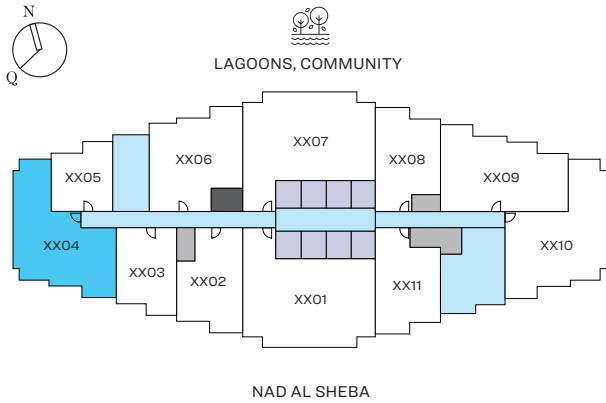 N
Q
LAGOONS, COMMUNITY
XX07
XX06
XX08
XX05
XX09
XX04
XX10
XX03
XX02
XX01
XX11
NAD AL SHEBA